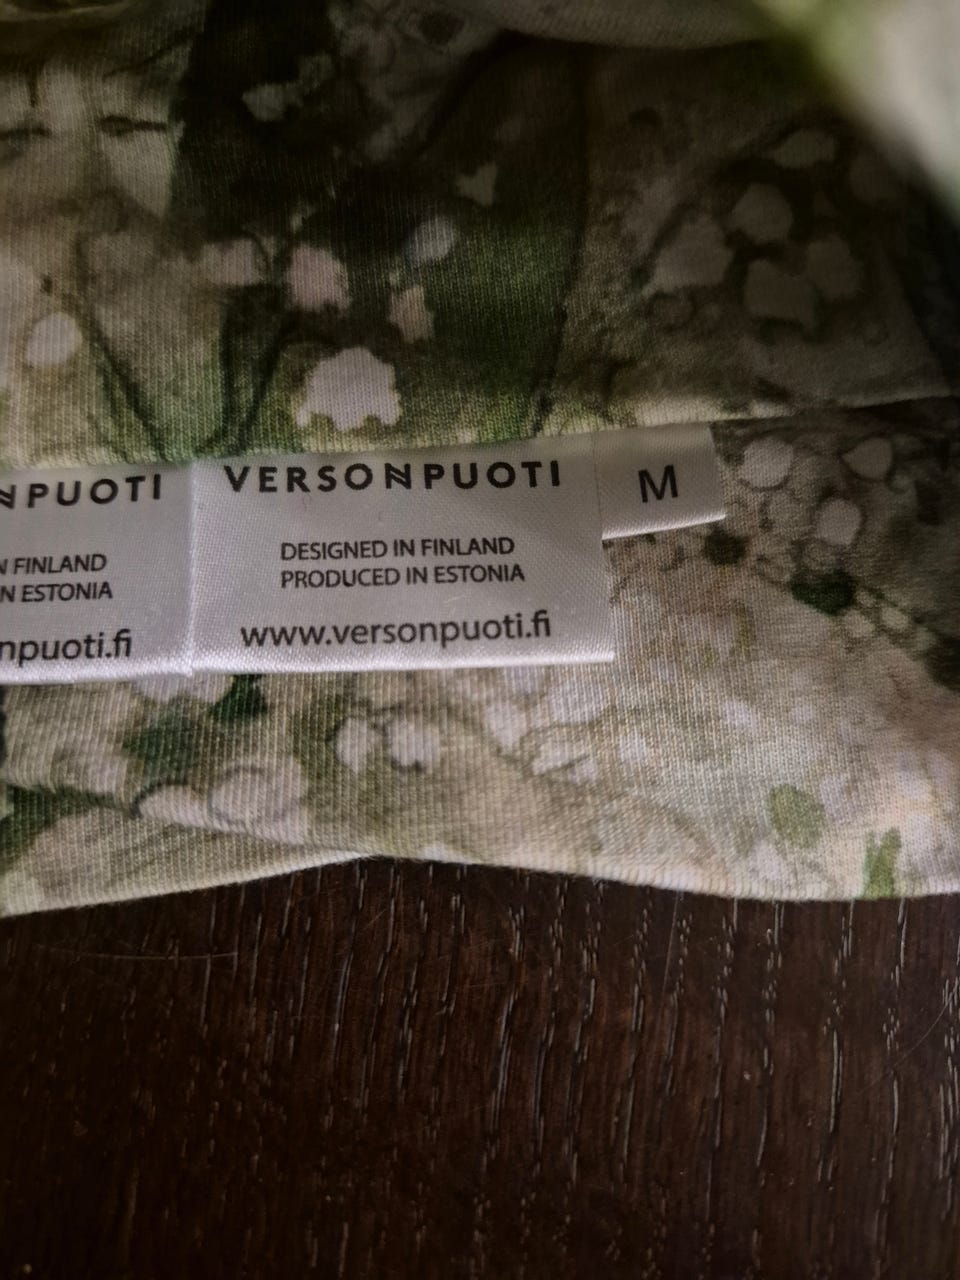 NPUOTI
N FINLAND
N ESTONIA
npuoti.fi
VERSONPUOTI
DESIGNED IN FINLAND
PRODUCED IN ESTONIA
www.versonpuoti.fi
M